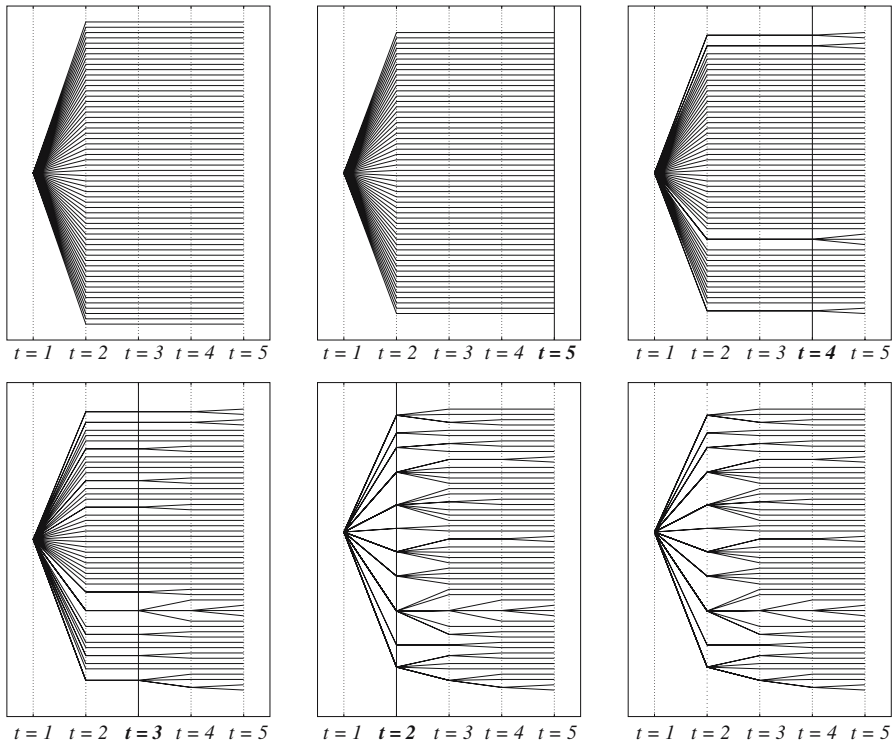 t = 1 t = 2 t = 3 t = 4 t = 5
t = 1 t = 2 t = 3 t = 4 t = 5
t = 1 t = 2 t = 3 t = 4 t = 5
t = 1 t = 2 t = 3 t = 4 t = 5
t = 1 t = 2 t = 3 t = 4 t = 5
t = 1 t = 2 t = 3 t = 4 t = 5